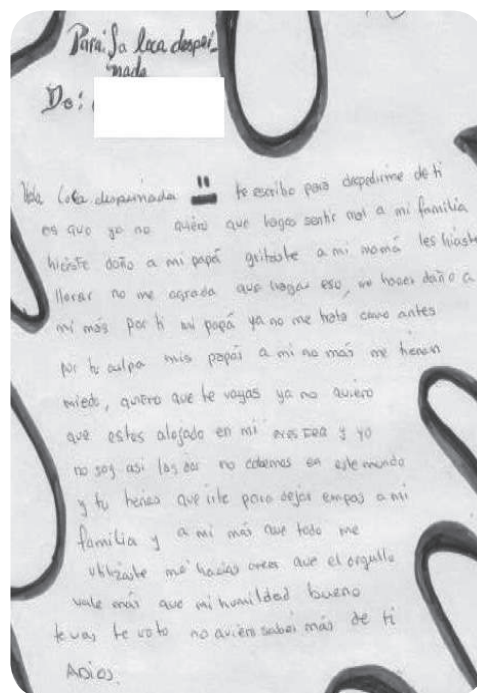 Para: La loca despei-
nada
De:
Hola Loca despeinada te escribo para despedirme de ti
es que ya no quiero que hagas sentir mal a mi familia
hiciste daño a mi papá gritaste a mi mamá les hiciste
llorar no me agrada que hagas eso, me haces daño a
mi más por ti mi papá ya no me trata como antes
por tu culpa mis papás a mi no más me tienen
miedo, quiero que te vayas ya no quiero
que estes alojado en mi eres FEA y yo
no soy asi las dos no cabemos en este mundo
y tu tienes que irte para dejar empas a mi
familia y a mi más que todo me
utilizaste me hacias creer que el orgullo
vale más que mi humildad bueno
te vas te voto no quiero saber más de ti
ADIOS